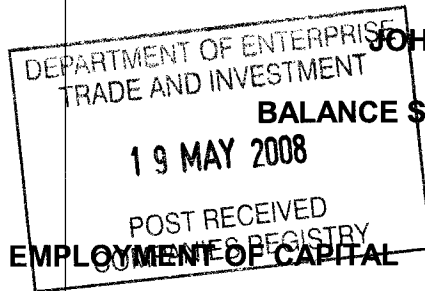 DEPARTMENT OF ENTERPRISE
TRADE AND INVESTMENT
JOH
BALANCE S
19 MAY 2008
POST RECEIVED
COMPANIES REGISTRY
EMPLOYMENT OF CAPITAL